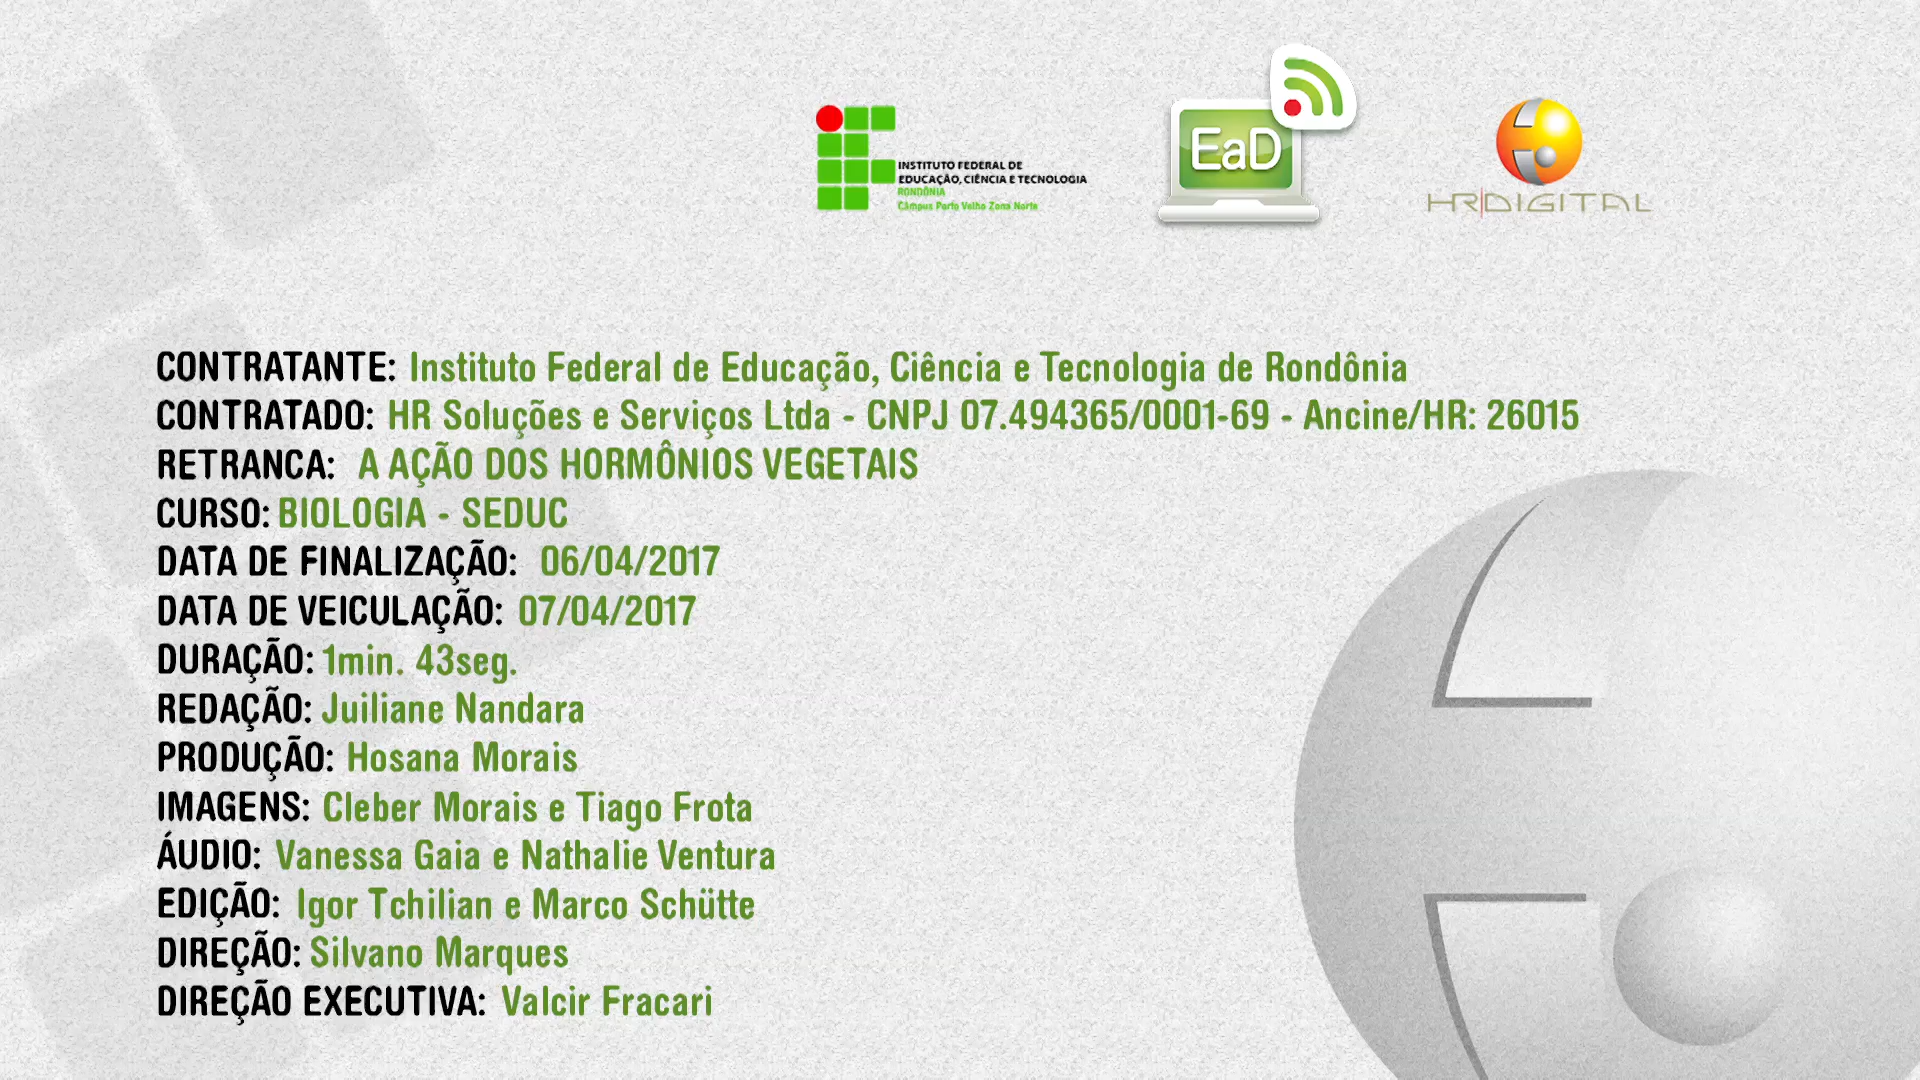 INSTITUTO FEDERAL DE
EDUCAÇÃO, CIÊNCIA E TECNOLOGIA
RONDÔNIA
Câmpus Porto Velho Zona Norte
EaD
HR|DIGITAL
CONTRATANTE: Instituto Federal de Educação, Ciência e Tecnologia de Rondônia
CONTRATADO: HR Soluções e Serviços Ltda - CNPJ 07.494365/0001-69 - Ancine/HR: 26015
RETRANCA: A AÇÃO DOS HORMÔNIOS VEGETAIS
CURSO: BIOLOGIA - SEDUC
DATA DE FINALIZAÇÃO: 06/04/2017
DATA DE VEICULAÇÃO: 07/04/2017
DURAÇÃO: 1min. 43seg.
REDAÇÃO: Juiliane Nandara
PRODUÇÃO: Hosana Morais
IMAGENS: Cleber Morais e Tiago Frota
ÁUDIO: Vanessa Gaia e Nathalie Ventura
EDIÇÃO: Igor Tchilian e Marco Schütte
DIREÇÃO: Silvano Marques
DIREÇÃO EXECUTIVA: Valcir Fracari